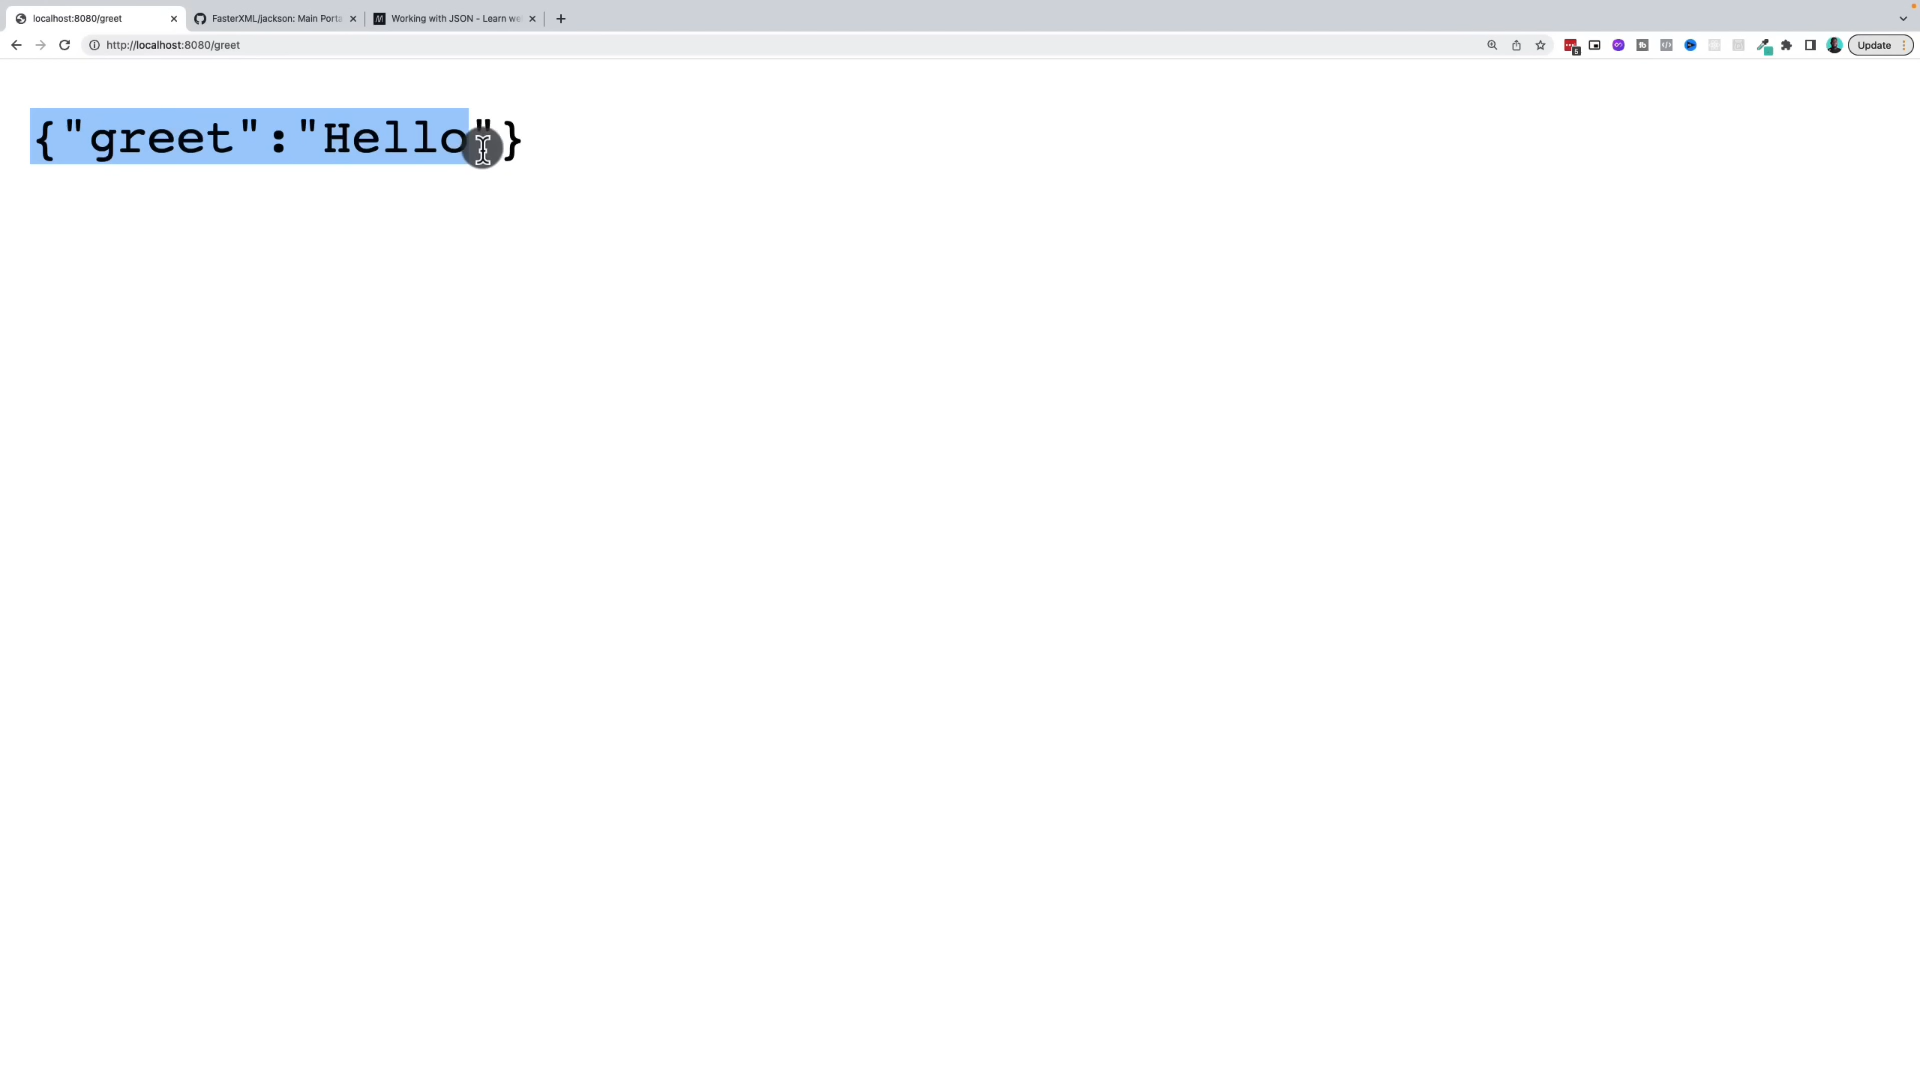 localhost:8080/greet
FasterXML/jackson: Main Porta
Working with JSON - Learn we
http://localhost:8080/greet
Update
{"greet":"Hello"}